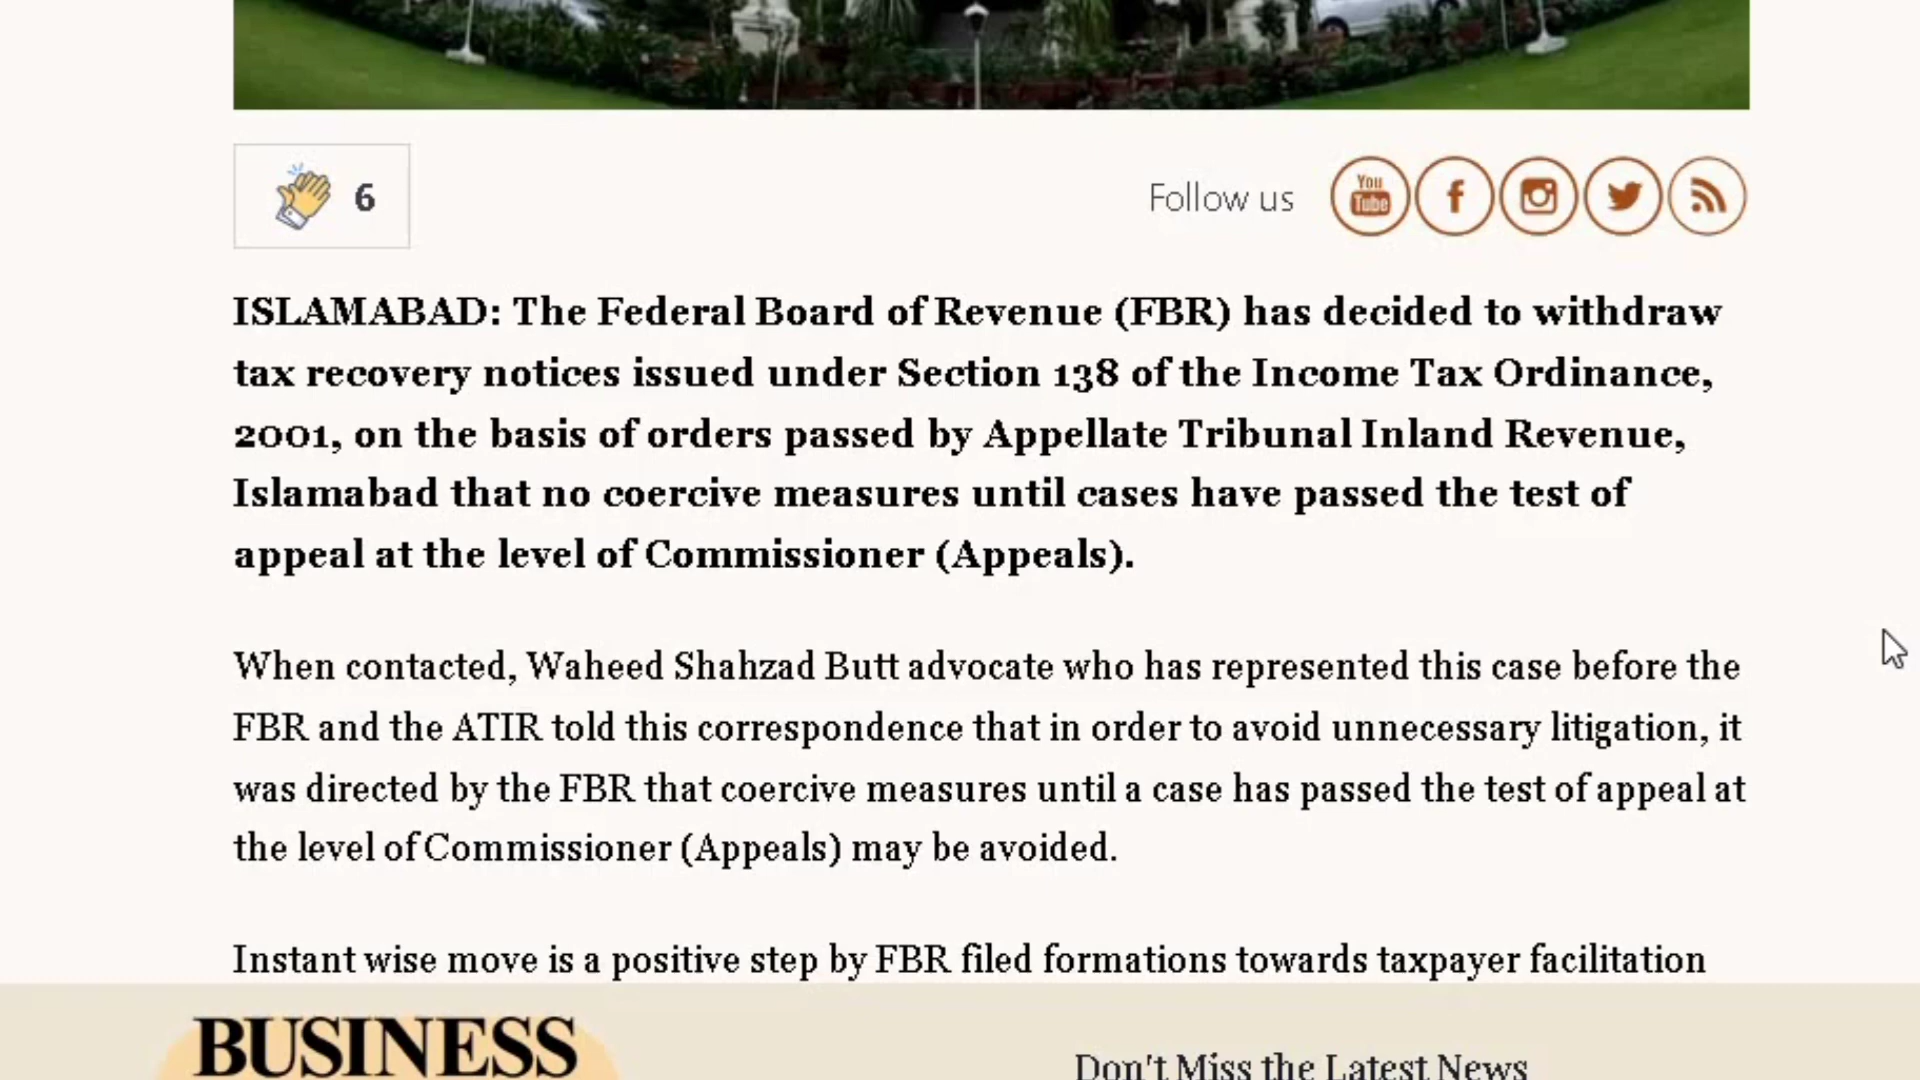 6
Follow us
You
Tube
ISLAMABAD: The Federal Board of Revenue (FBR) has decided to withdraw
tax recovery notices issued under Section 138 of the Income Tax Ordinance,
2001, on the basis of orders passed by Appellate Tribunal Inland Revenue,
Islamabad that no coercive measures until cases have passed the test of
appeal at the level of Commissioner (Appeals).
When contacted, Waheed Shahzad Butt advocate who has represented this case before the
FBR and the ATIR told this correspondence that in order to avoid unnecessary litigation, it
was directed by the FBR that coercive measures until a case has passed the test of appeal at
the level of Commissioner (Appeals) may be avoided.
Instant wise move is a positive step by FBR filed formations towards taxpayer facilitation
BUSINESS
Don't Miss the Latest News